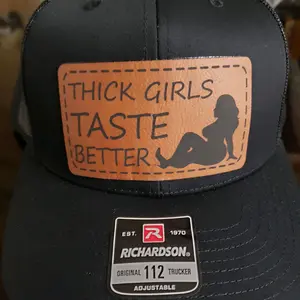 THICK GIRLS
TASTE
BETTER
EST. R 1970
RICHARDSON®
ORIGINAL 112 TRUCKER
ADJUSTABLE